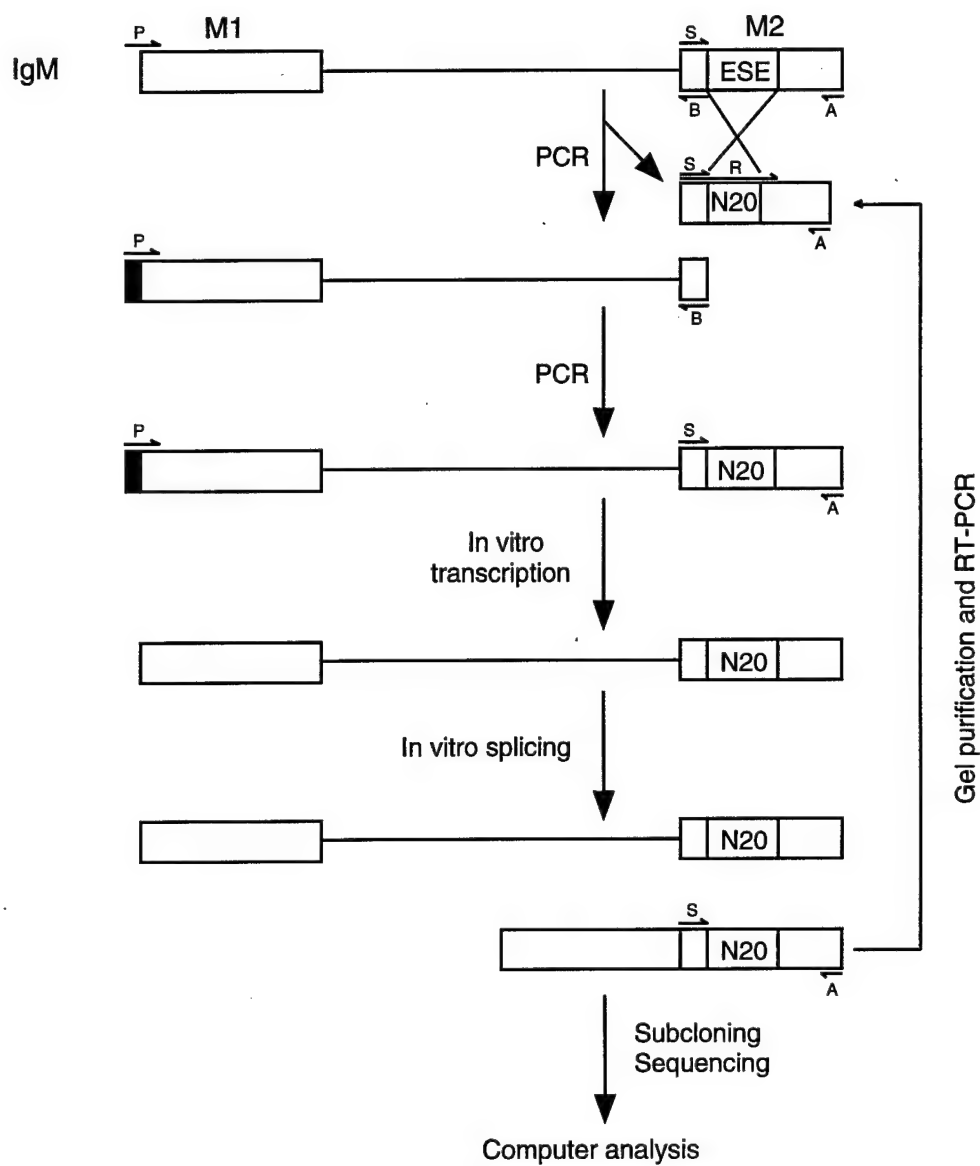 P M1 S M2
IgM ESE
B A
PCR S R
N20
A
P
B
PCR
P S
N20
A
In vitro
transcription
N20
In vitro splicing
N20
S
N20
A
Gel purification and RT-PCR
Subcloning
Sequencing
Computer analysis